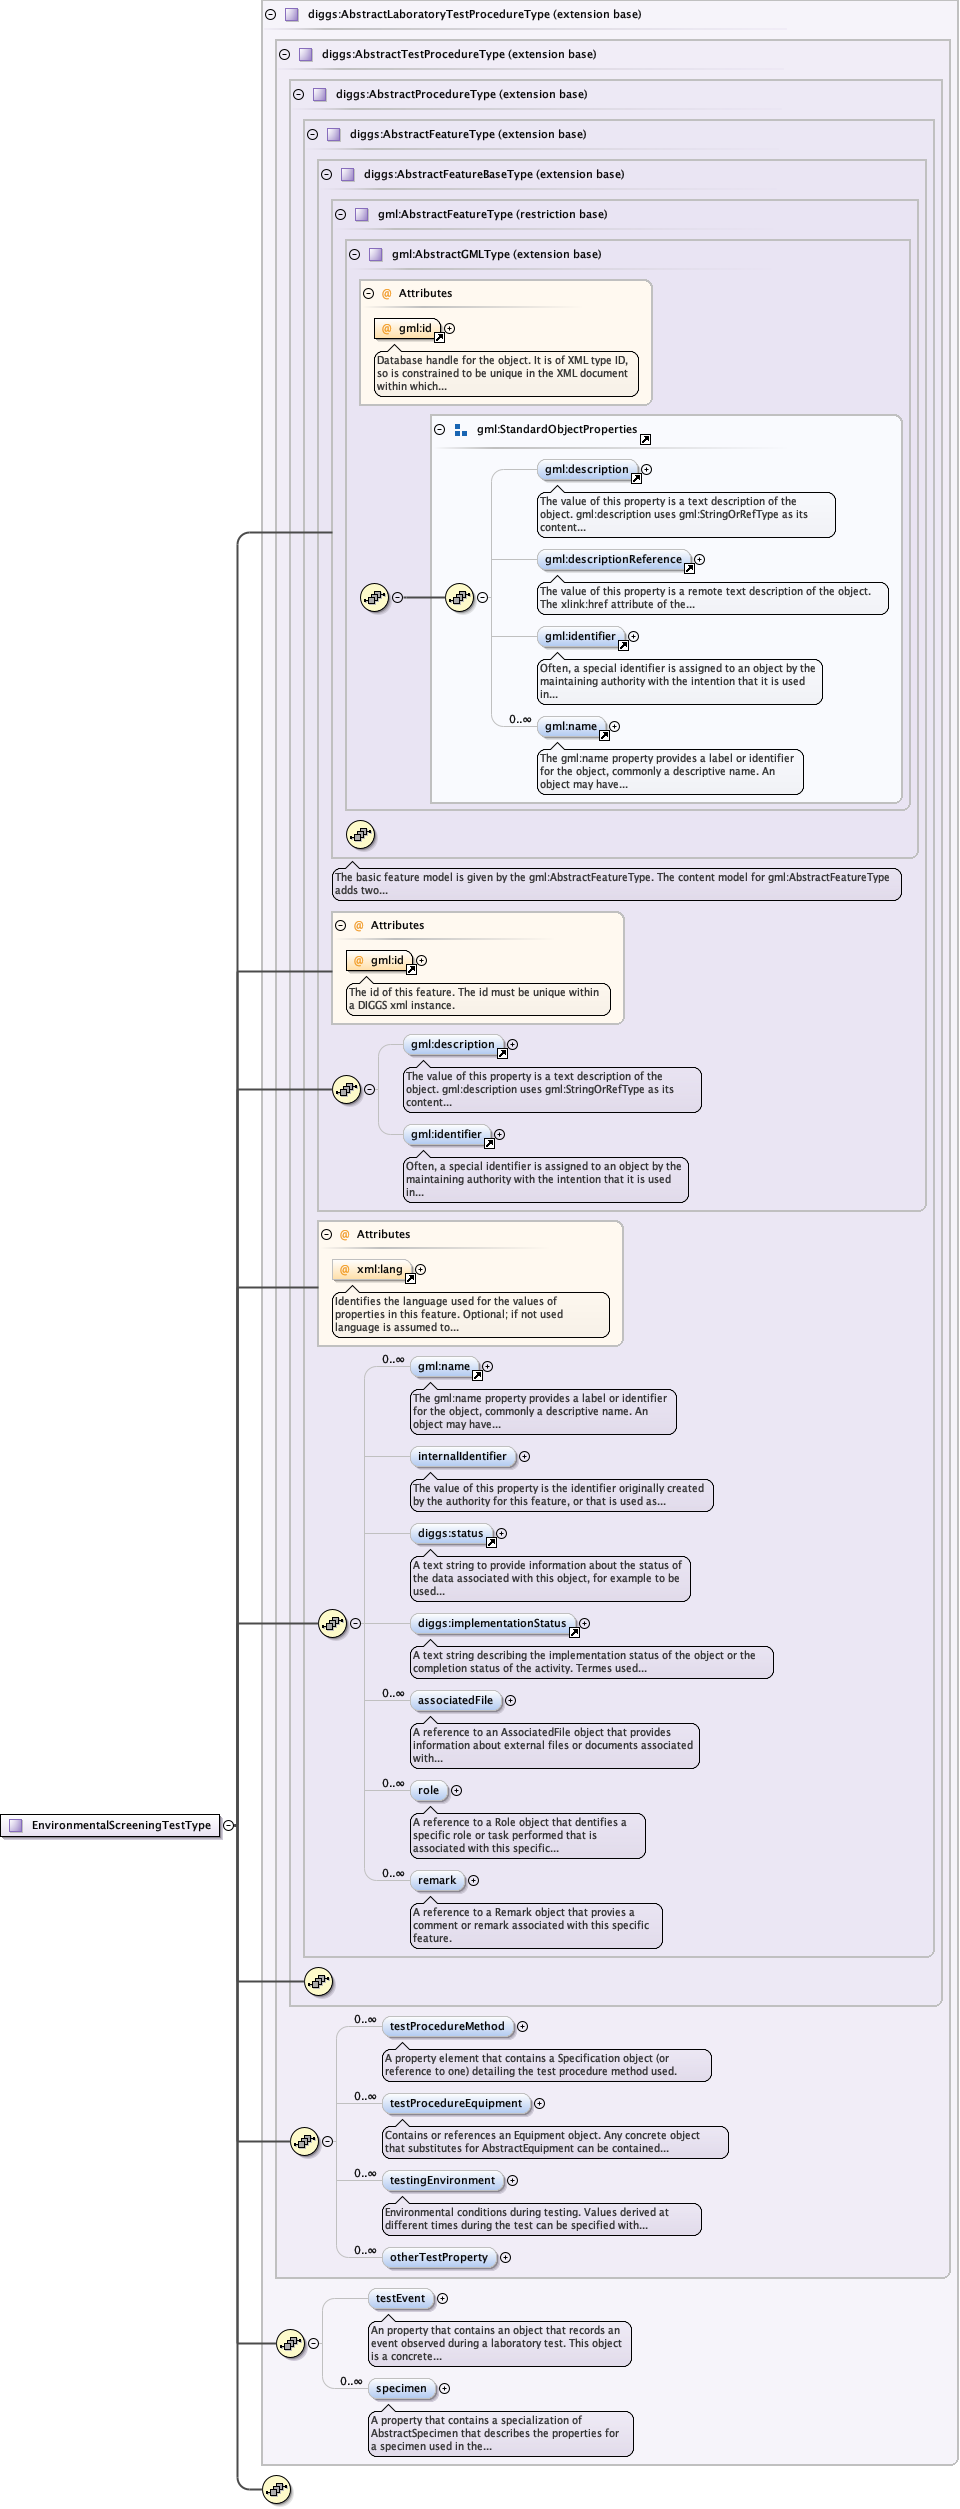 diggs:AbstractLaboratoryTestProcedureType (extension base)
diggs:AbstractTestProcedureType (extension base)
diggs:AbstractProcedureType (extension base)
diggs:AbstractFeatureType (extension base)
diggs:AbstractFeatureBaseType (extension base)
gml:AbstractFeatureType (restriction base)
gml:AbstractGMLType (extension base)
@ Attributes
@ gml:id
Database handle for the object. It is of XML type ID,
so is constrained to be unique in the XML document
within which...
gml:StandardObjectProperties
gml:description
The value of this property is a text description of the
object. gml:description uses gml:StringOrRefType as its
content...
gml:descriptionReference
The value of this property is a remote text description of the object.
The xlink:href attribute of the...
gml:identifier
Often, a special identifier is assigned to an object by the
maintaining authority with the intention that it is used
in...
0..∞
gml:name
The gml:name property provides a label or identifier
for the object, commonly a descriptive name. An
object may have...
The basic feature model is given by the gml:AbstractFeatureType. The content model for gml:AbstractFeatureType
adds two...
@ Attributes
@ gml:id
The id of this feature. The id must be unique within
a DIGGS xml instance.
gml:description
The value of this property is a text description of the
object. gml:description uses gml:StringOrRefType as its
content...
gml:identifier
Often, a special identifier is assigned to an object by the
maintaining authority with the intention that it is used
in...
@ Attributes
@ xml:lang
Identifies the language used for the values of
properties in this feature. Optional; if not used
language is assumed to...
0..∞
gml:name
The gml:name property provides a label or identifier
for the object, commonly a descriptive name. An
object may have...
internalIdentifier
The value of this property is the identifier originally created
by the authority for this feature, or that is used as...
diggs:status
A text string to provide information about the status of
the data associated with this object, for example to be
used...
diggs:implementationStatus
A text string describing the implementation status of the object or the
completion status of the activity. Termes used...
0..∞
associatedFile
A reference to an AssociatedFile object that provides
information about external files or documents associated
with...
0..∞
role
A reference to a Role object that dentifies a
specific role or task performed that is
associated with this specific...
EnvironmentalScreeningTestType
0..∞
remark
A reference to a Remark object that provies a
comment or remark associated with this specific
feature.
0..∞
testProcedureMethod
A property element that contains a Specification object (or
reference to one) detailing the test procedure method used.
0..∞
testProcedureEquipment
Contains or references an Equipment object. Any concrete object
that substitutes for AbstractEquipment can be contained...
0..∞
testingEnvironment
Environmental conditions during testing. Values derived at
different times during the test can be specified with...
0..∞
otherTestProperty
testEvent
An property that contains an object that records an
event observed during a laboratory test. This object
is a concrete...
0..∞
specimen
A property that contains a specialization of
AbstractSpecimen that describes the properties for
a specimen used in the...